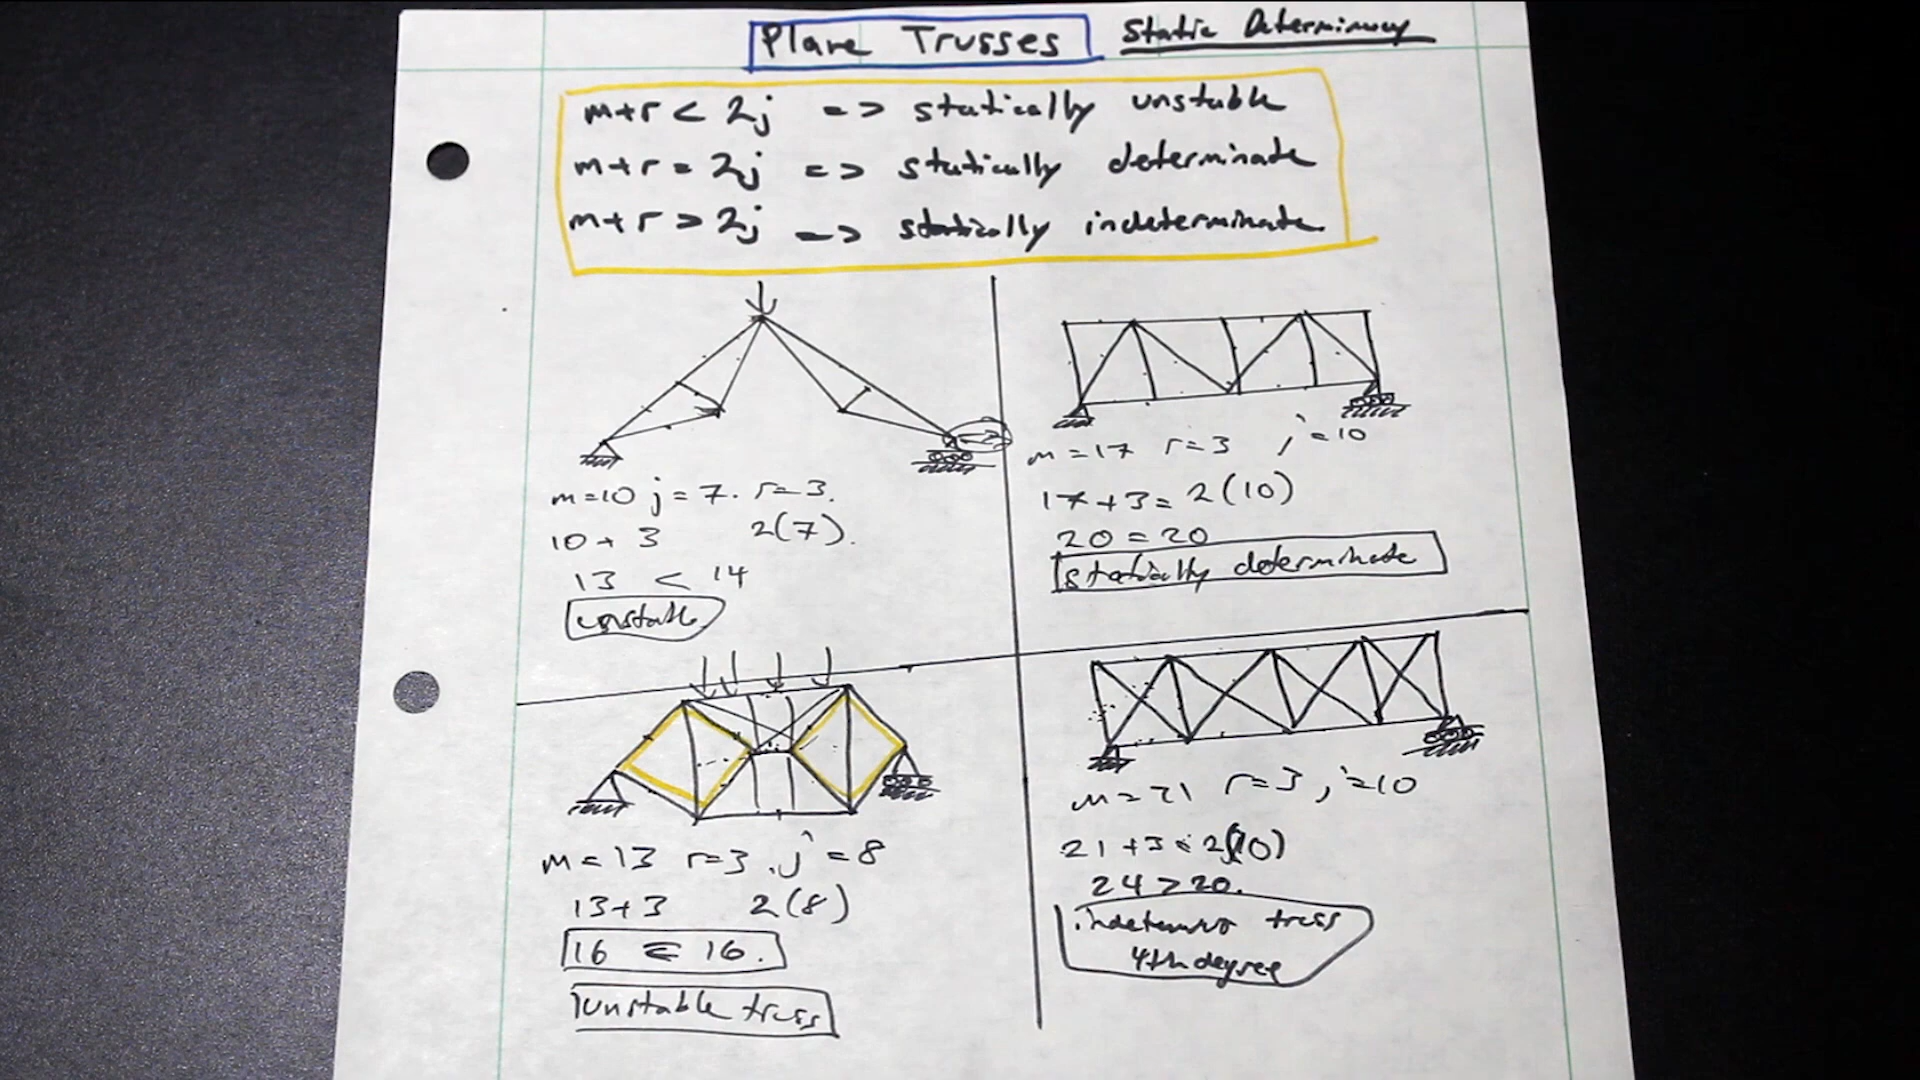 Plane Trusses Static Determinacy
m+r < 2j => statically unstable
m+r = 2j => statically determinate
m+r > 2j => statically indeterminate
m=10 j=7. r=3.
10+3 2(7).
13 < 14
unstable
m=17 r=3 j=10
17+3=2(10)
20=20
statically determinate
m=13 r=3 j=8
13+3 2(8)
16 = 16.
unstable truss
m=21 r=3, j=10
21+3 2(10)
24>20.
truss
4th degree